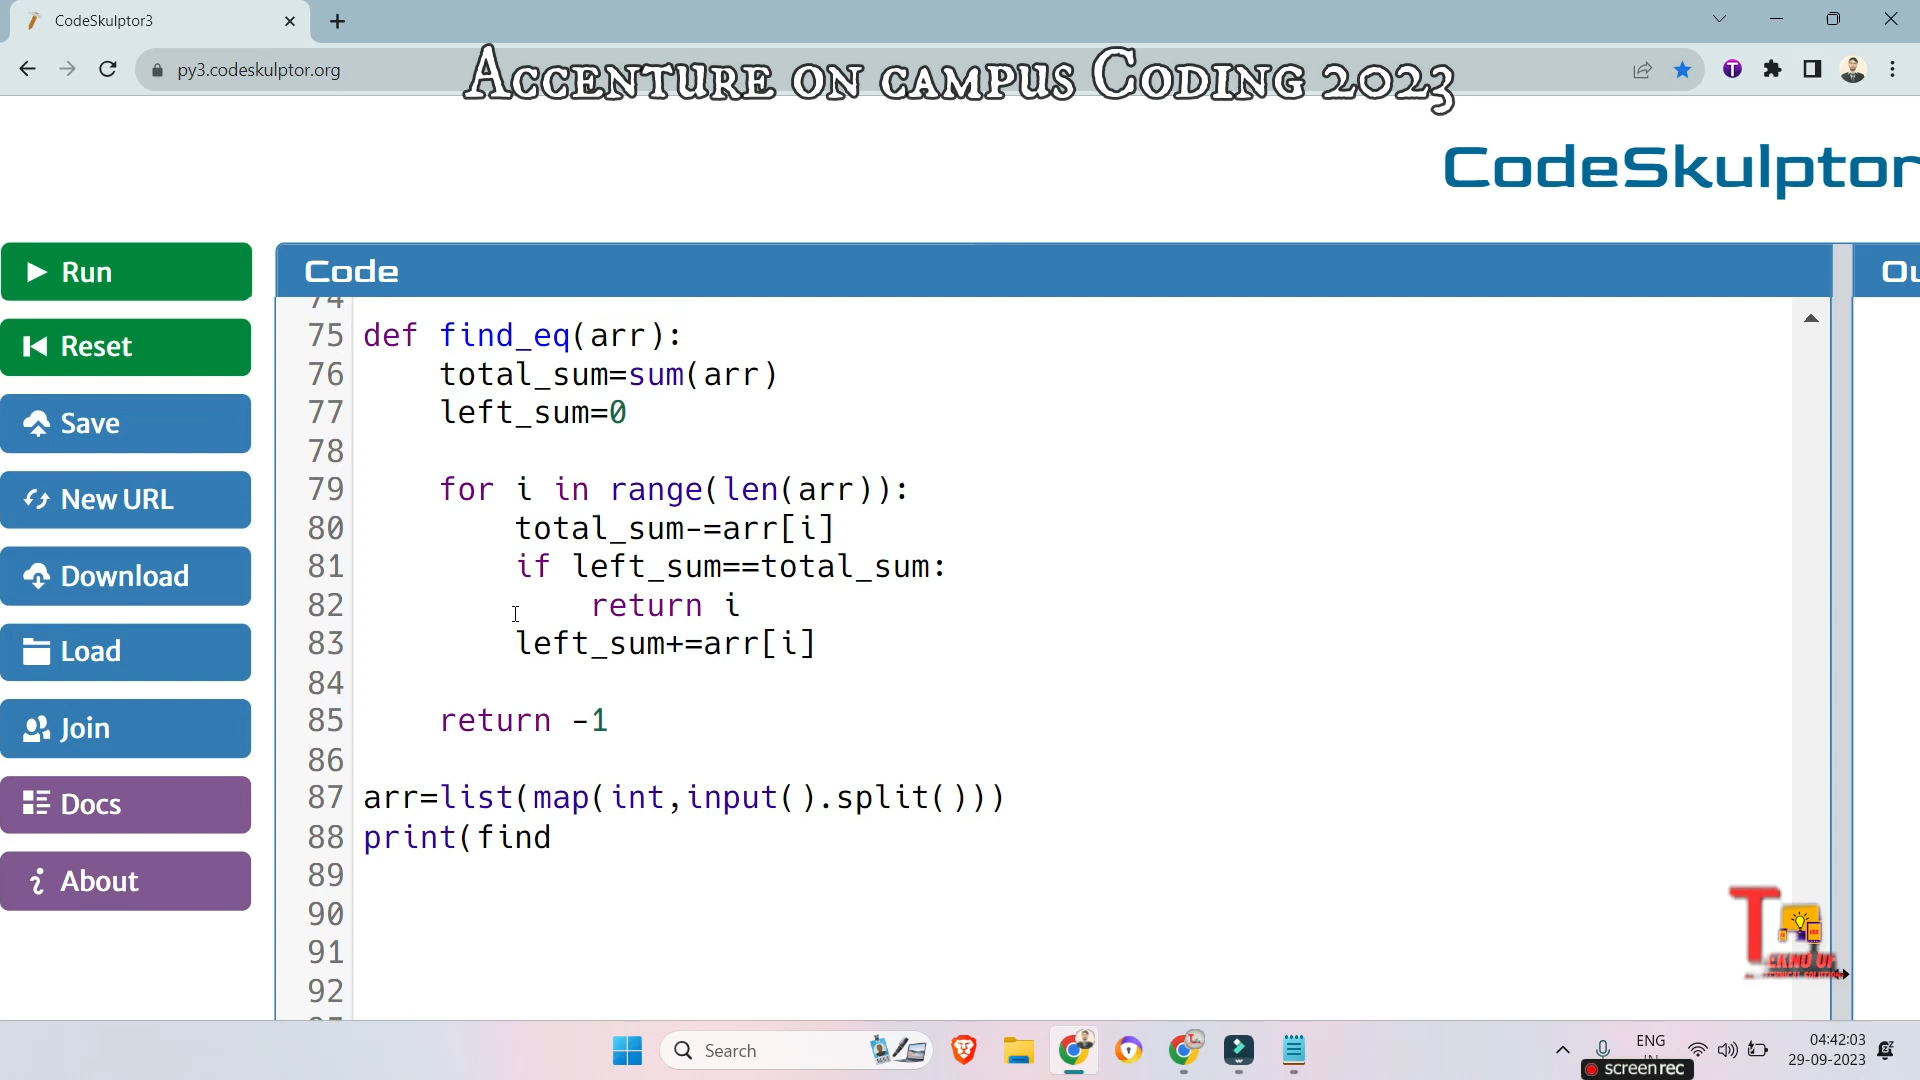 CodeSkulptor3
py3.codeskulptor.org
Accenture on campus Coding 2023
CodeSkulptor
Run
Reset
Save
New URL
Download
Load
Join
Docs
About
Code
Ou
74
75 def find_eq(arr):
76 total_sum=sum(arr)
77 left_sum=0
78
79 for i in range(len(arr)):
80 total_sum-=arr[i]
81 if left_sum==total_sum:
82 return i
83 left_sum+=arr[i]
84
85 return -1
86
87 arr=list(map(int,input().split()))
88 print(find
89
90
91
92
Search
ENG
04:42:03
29-09-2023
screenrec